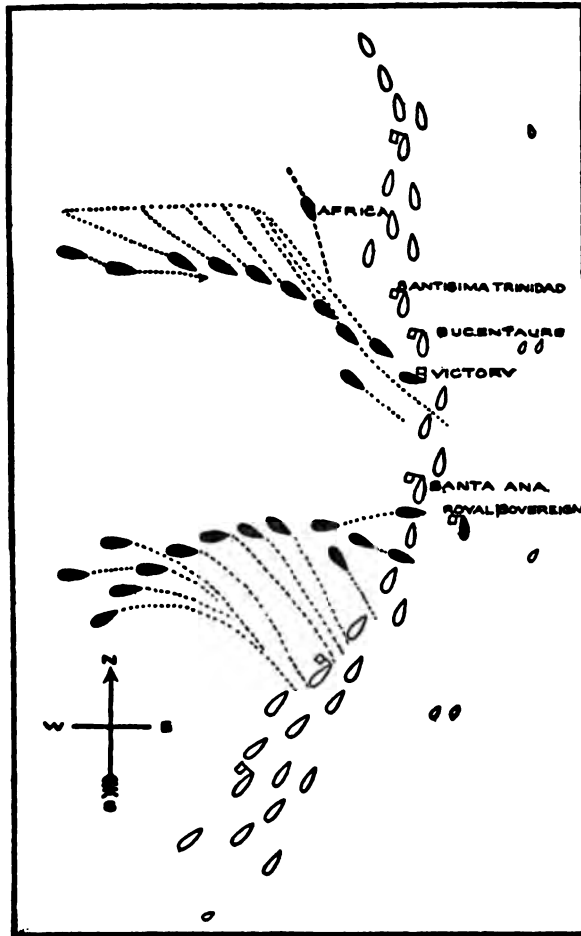 AFRICA
ANTISIMA TRINIDAD
BUCENTAURE
VICTORY
SANTA ANA.
ROYAL SOVEREIGN
N
W E
S